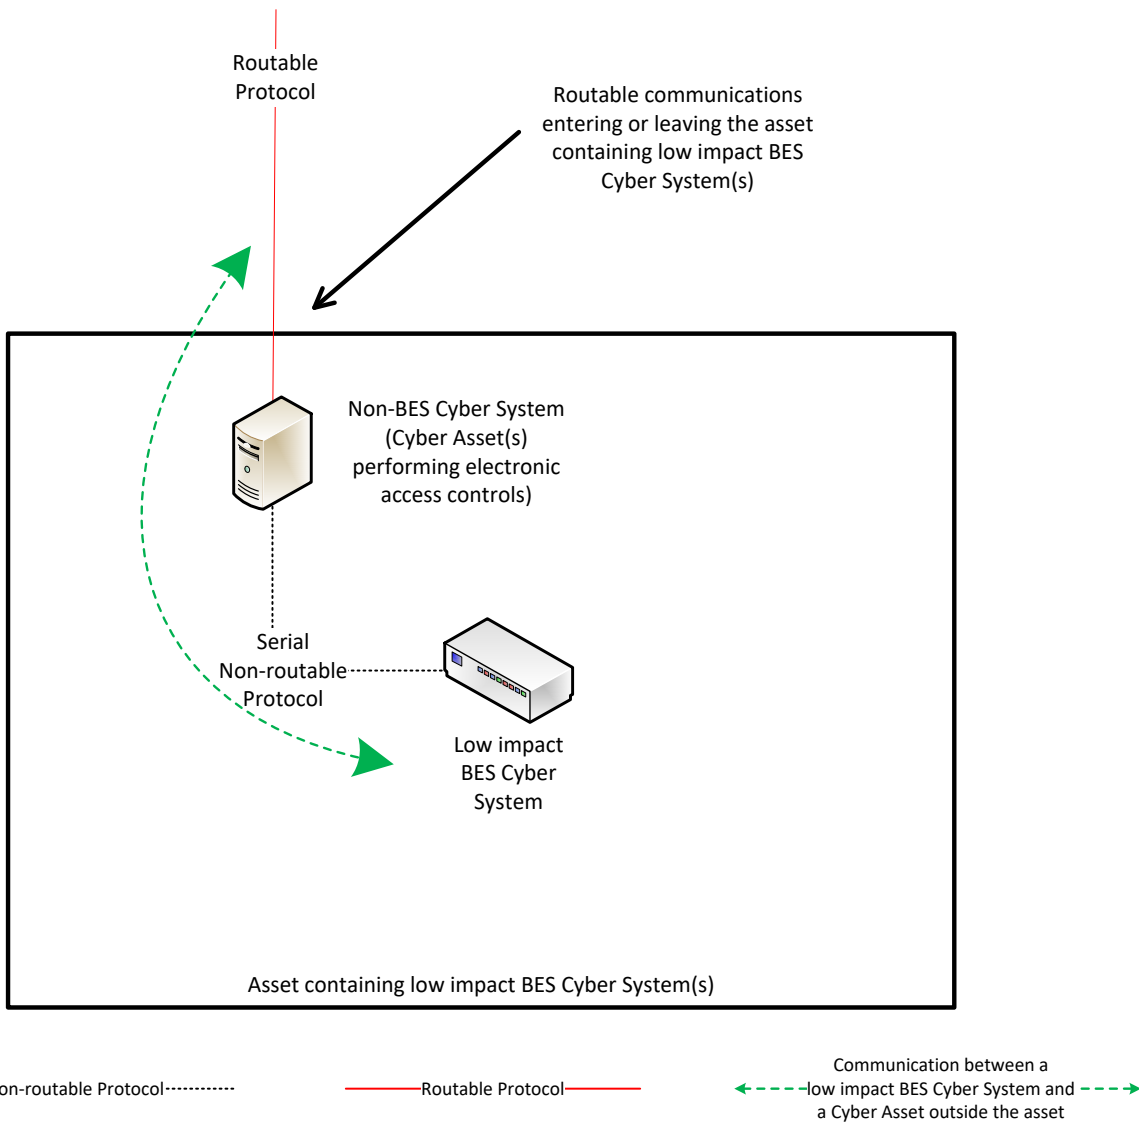 Routable
Protocol
Routable communications
entering or leaving the asset
containing low impact BES
Cyber System(s)
Non-BES Cyber System
(Cyber Asset(s)
performing electronic
access controls)
Serial
Non-routable
Protocol
Low impact
BES Cyber
System
Asset containing low impact BES Cyber System(s)
on-routable Protocol
Routable Protocol
Communication between a
low impact BES Cyber System and
a Cyber Asset outside the asset